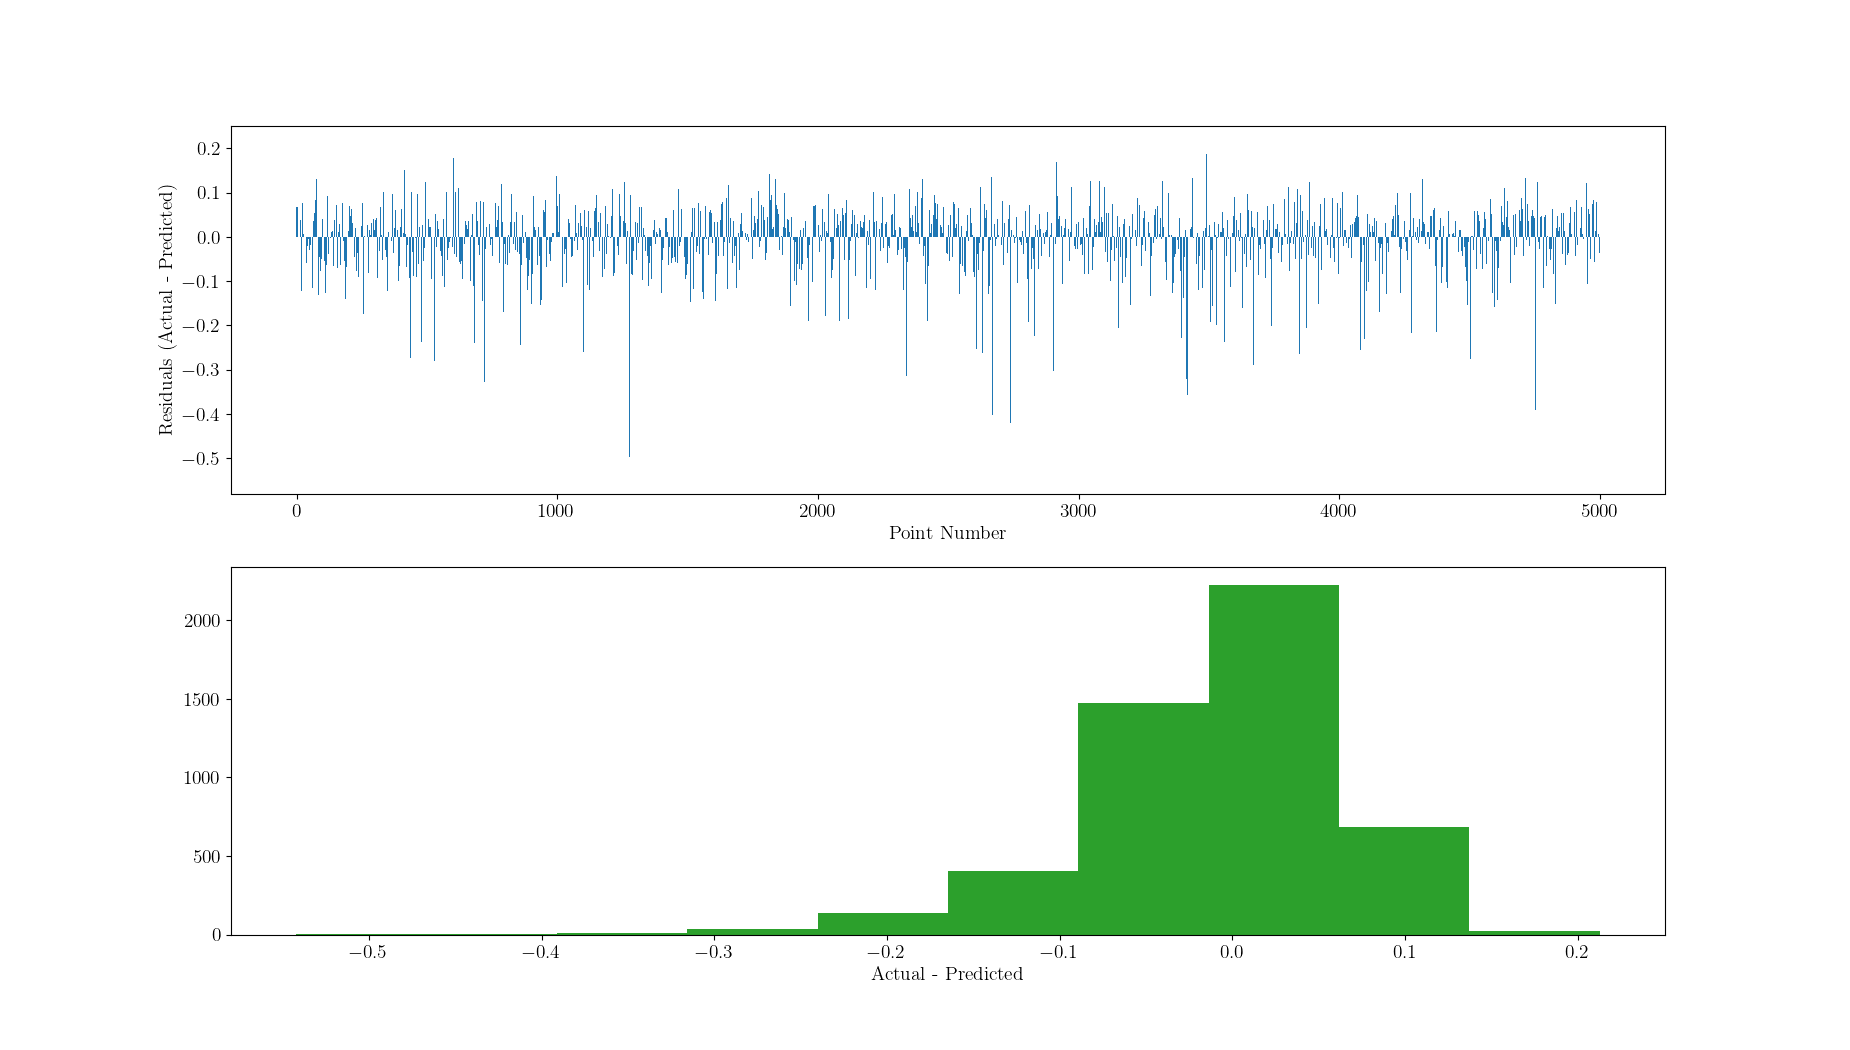 0.2
0.1
0.0
−0.1
−0.2
−0.3
−0.4
−0.5
Residuals (Actual - Predicted)
0 1000 2000 3000 4000 5000
Point Number
2000
1500
1000
500
0
−0.5 −0.4 −0.3 −0.2 −0.1 0.0 0.1 0.2
Actual - Predicted